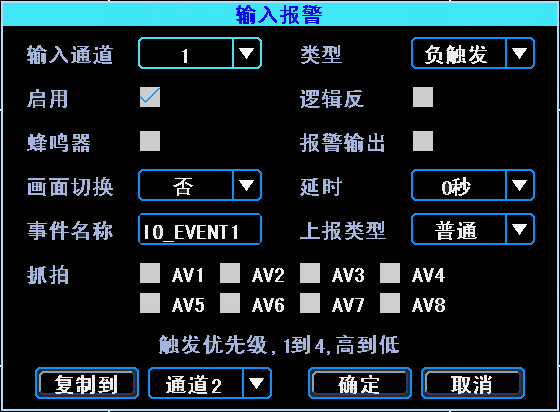 输入报警
输入通道 1 类型 负触发
启用 逻辑反
蜂鸣器 报警输出
画面切换 否 延时 0秒
事件名称 IO_EVENT1 上报类型 普通
抓拍 AV1 AV2 AV3 AV4
AV5 AV6 AV7 AV8
触发优先级,1到4,高到低
复制到 通道2 确定 取消